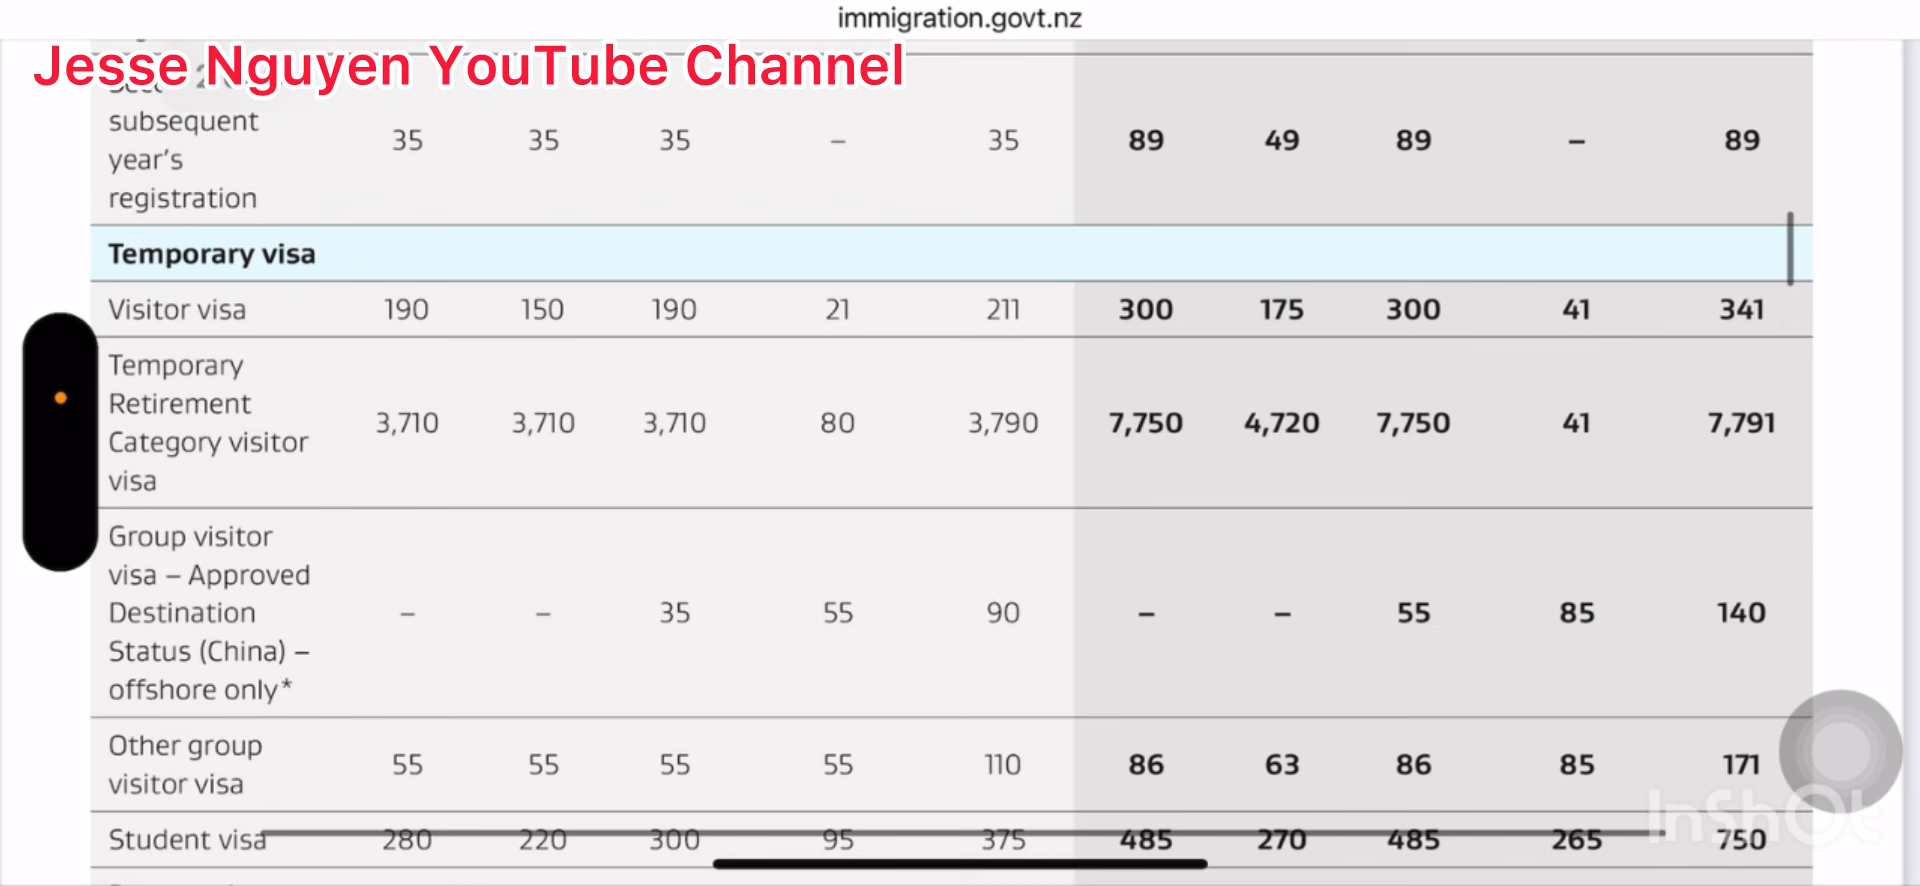 immigration.govt.nz
Jesse Nguyen YouTube Channel
subsequent
year's
registration
35 35 35 – 35 89 49 89 – 89
Temporary visa
Visitor visa 190 150 190 21 211 300 175 300 41 341
Temporary
Retirement
Category visitor
visa
3,710 3,710 3,710 80 3,790 7,750 4,720 7,750 41 7,791
Group visitor
visa – Approved
Destination
Status (China) –
offshore only*
– – 35 55 90 – – 55 85 140
Other group
visitor visa
55 55 55 55 110 86 63 86 85 171
Student visa 280 220 300 95 375 485 270 485 265 750
InShOt